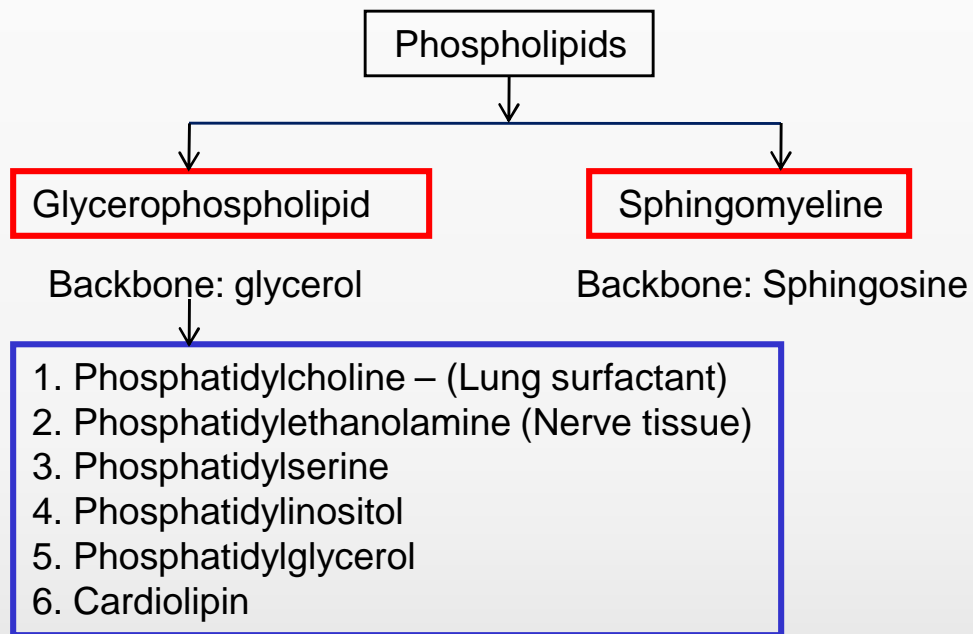 Phospholipids
Glycerophospholipid
Sphingomyeline
Backbone: glycerol
Backbone: Sphingosine
1. Phosphatidylcholine – (Lung surfactant)
2. Phosphatidylethanolamine (Nerve tissue)
3. Phosphatidylserine
4. Phosphatidylinositol
5. Phosphatidylglycerol
6. Cardiolipin